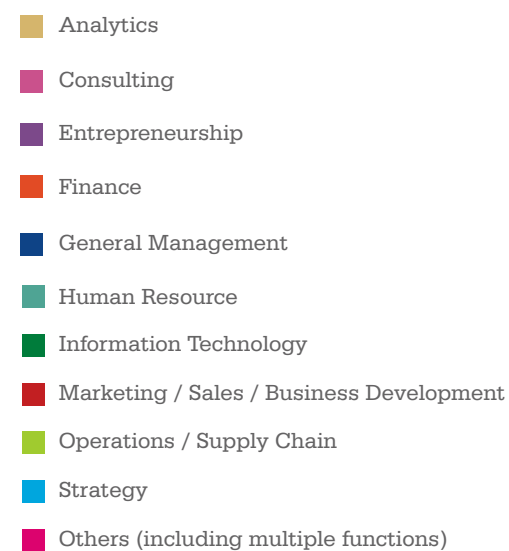 Analytics
Consulting
Entrepreneurship
Finance
General Management
Human Resource
Information Technology
Marketing / Sales / Business Development
Operations / Supply Chain
Strategy
Others (including multiple functions)